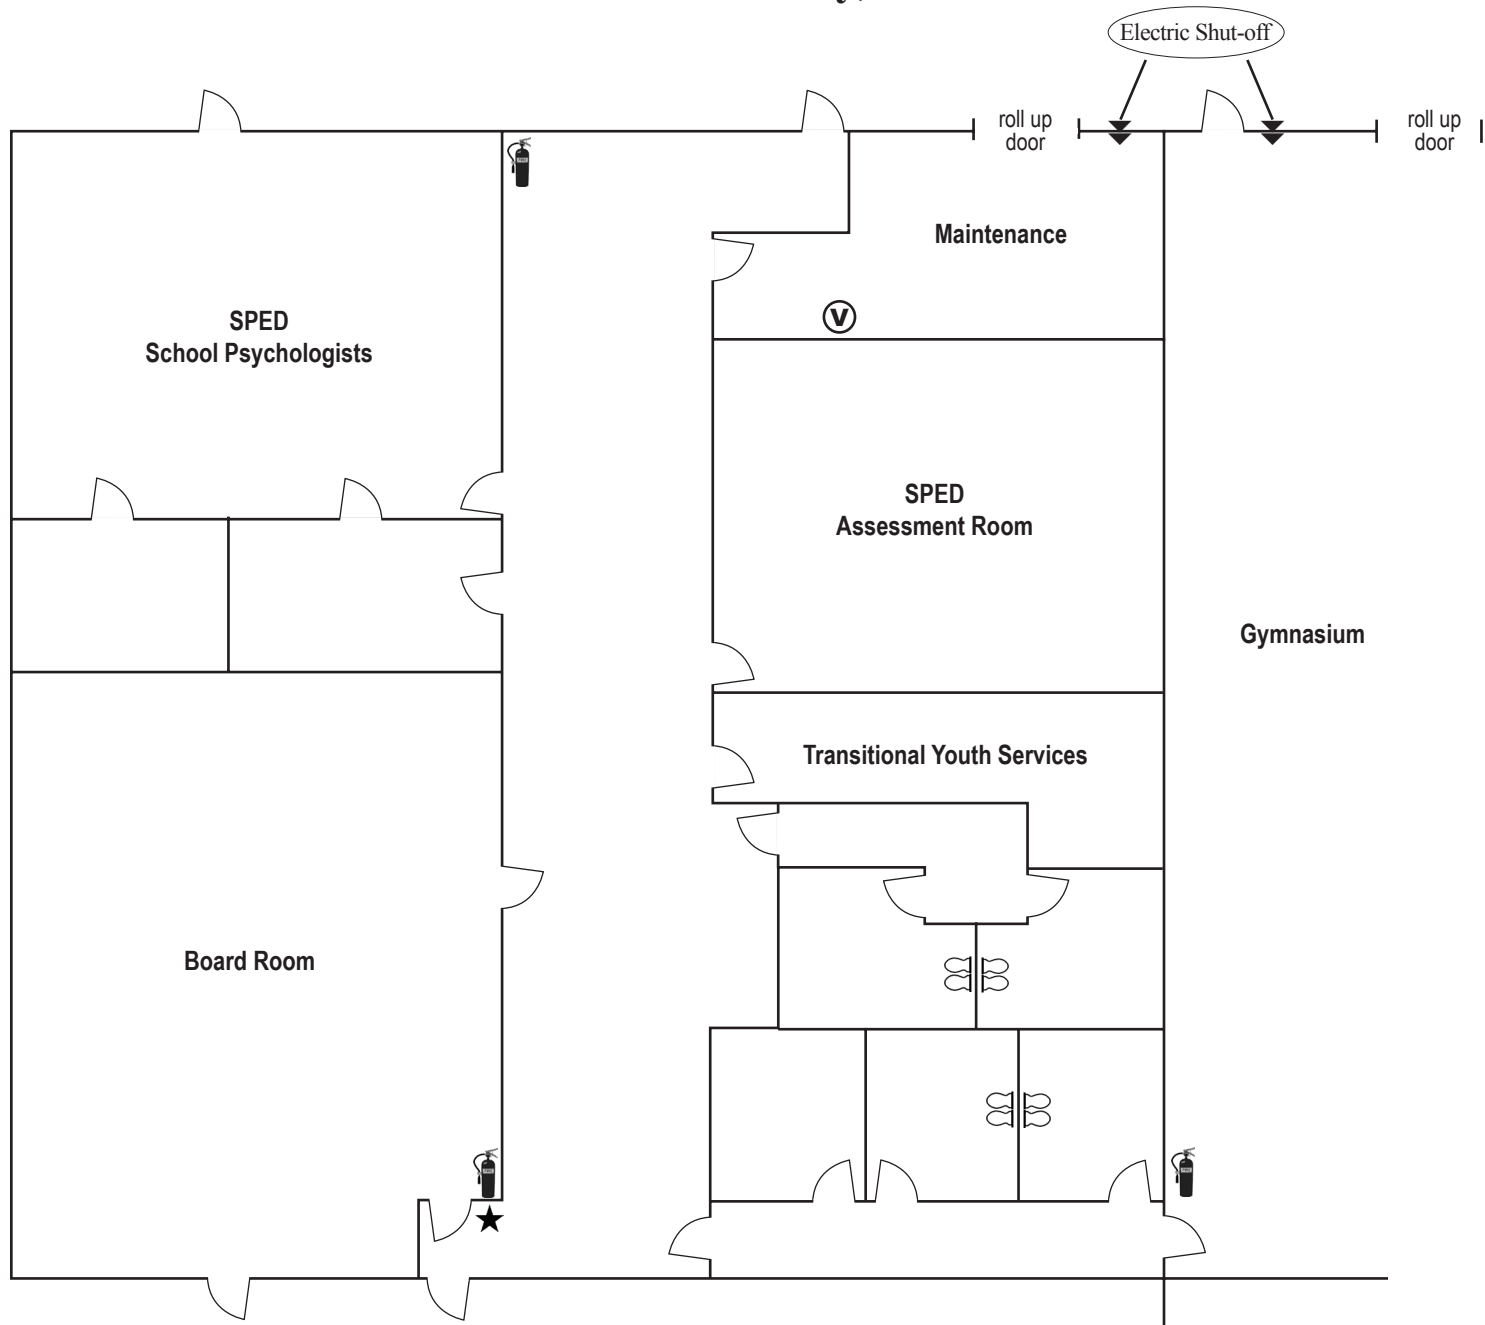 Electric Shut-off
roll up
door
roll up
door
Maintenance
V
SPED
School Psychologists
SPED
Assessment Room
Gymnasium
Transitional Youth Services
Board Room